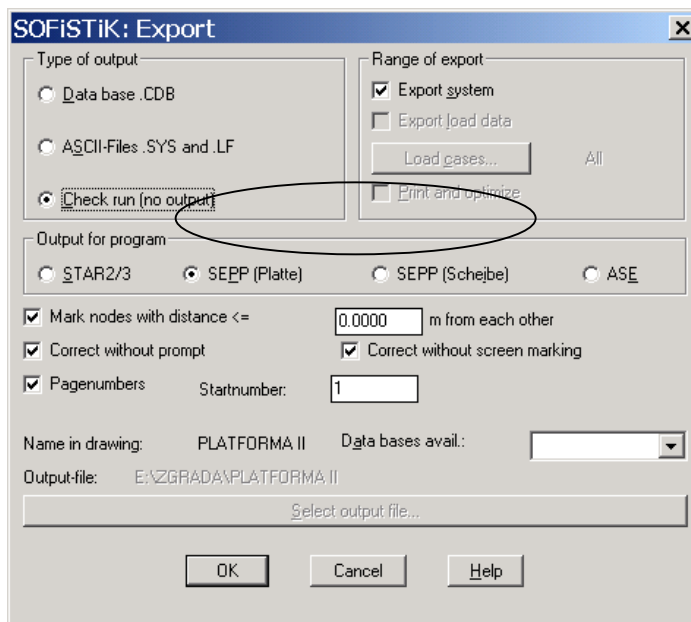 SOFiSTiK: Export
Type of output
Data base .CDB
ASCII-Files .SYS and .LF
Check run (no output)
Range of export
Export system
Export load data
Load cases... All
Print and optimize
Output for program
STAR2/3 SEPP (Platte) SEPP (Scheibe) ASE
Mark nodes with distance <= 0.0000 m from each other
Correct without prompt Correct without screen marking
Pagenumbers Startnumber: 1
Name in drawing: PLATFORMA II Data bases avail.:
Output-file: E:\ZGRADA\PLATFORMA II
Select output file...
OK Cancel Help